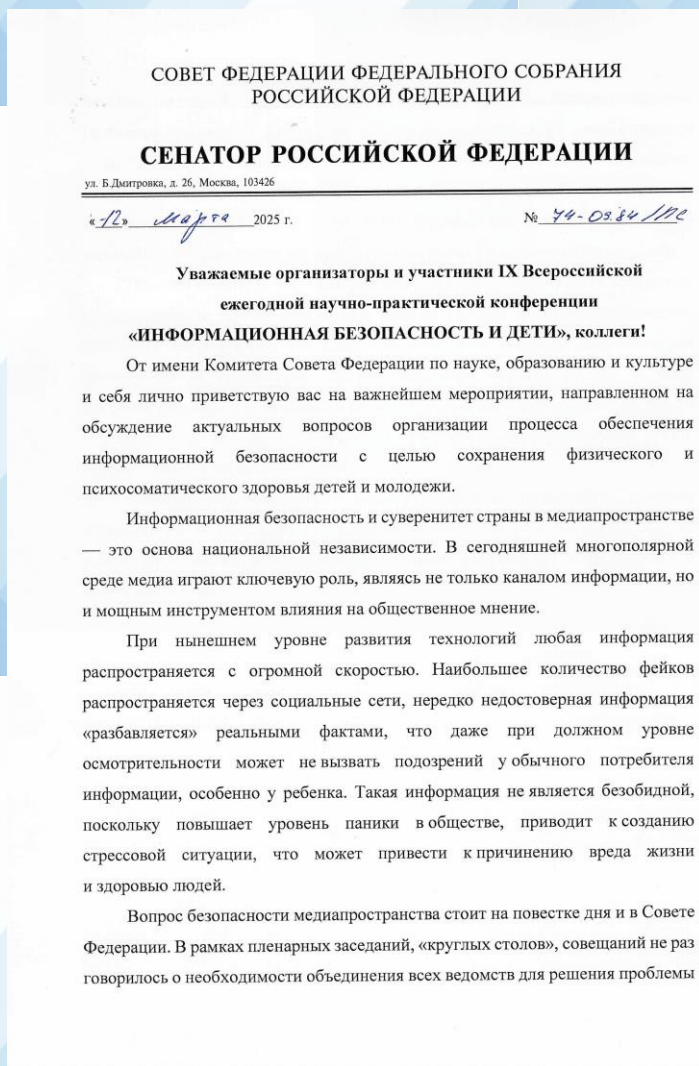 СОВЕТ ФЕДЕРАЦИИ ФЕДЕРАЛЬНОГО СОБРАНИЯ
РОССИЙСКОЙ ФЕДЕРАЦИИ
СЕНАТОР РОССИЙСКОЙ ФЕДЕРАЦИИ
ул. Б.Дмитровка, д. 26, Москва, 103426
«12» марта 2025 г.
№ 74-09.84/ПС
Уважаемые организаторы и участники IX Всероссийской
ежегодной научно-практической конференции
«ИНФОРМАЦИОННАЯ БЕЗОПАСНОСТЬ И ДЕТИ», коллеги!
От имени Комитета Совета Федерации по науке, образованию и культуре
и себя лично приветствую вас на важнейшем мероприятии, направленном на
обсуждение актуальных вопросов организации процесса обеспечения
информационной безопасности с целью сохранения физического и
психосоматического здоровья детей и молодежи.
Информационная безопасность и суверенитет страны в медиапространстве
— это основа национальной независимости. В сегодняшней многополярной
среде медиа играют ключевую роль, являясь не только каналом информации, но
и мощным инструментом влияния на общественное мнение.
При нынешнем уровне развития технологий любая информация
распространяется с огромной скоростью. Наибольшее количество фейков
распространяется через социальные сети, нередко недостоверная информация
«разбавляется» реальными фактами, что даже при должном уровне
осмотрительности может не вызвать подозрений у обычного потребителя
информации, особенно у ребенка. Такая информация не является безобидной,
поскольку повышает уровень паники в обществе, приводит к созданию
стрессовой ситуации, что может привести к причинению вреда жизни
и здоровью людей.
Вопрос безопасности медиапространства стоит на повестке дня и в Совете
Федерации. В рамках пленарных заседаний, «круглых столов», совещаний не раз
говорилось о необходимости объединения всех ведомств для решения проблемы